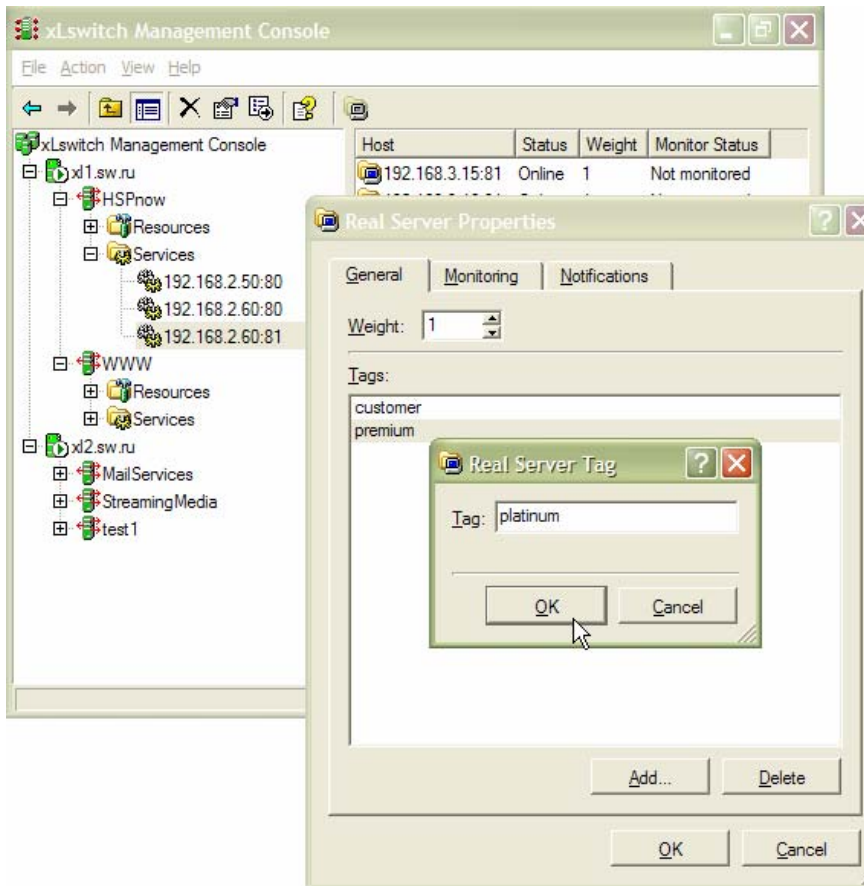 xLswitch Management Console
File Action View Help
xLswitch Management Console
xl1.sw.ru
HSPnow
Resources
Services
192.168.2.50:80
192.168.2.60:80
192.168.2.60:81
WWW
Resources
Services
xl2.sw.ru
MailServices
StreamingMedia
test1
Host Status Weight Monitor Status
192.168.3.15:81 Online 1 Not monitored
Real Server Properties
General Monitoring Notifications
Weight: 1
Tags:
customer
premium
Real Server Tag
Tag: platinum
OK Cancel
Add... Delete
OK Cancel